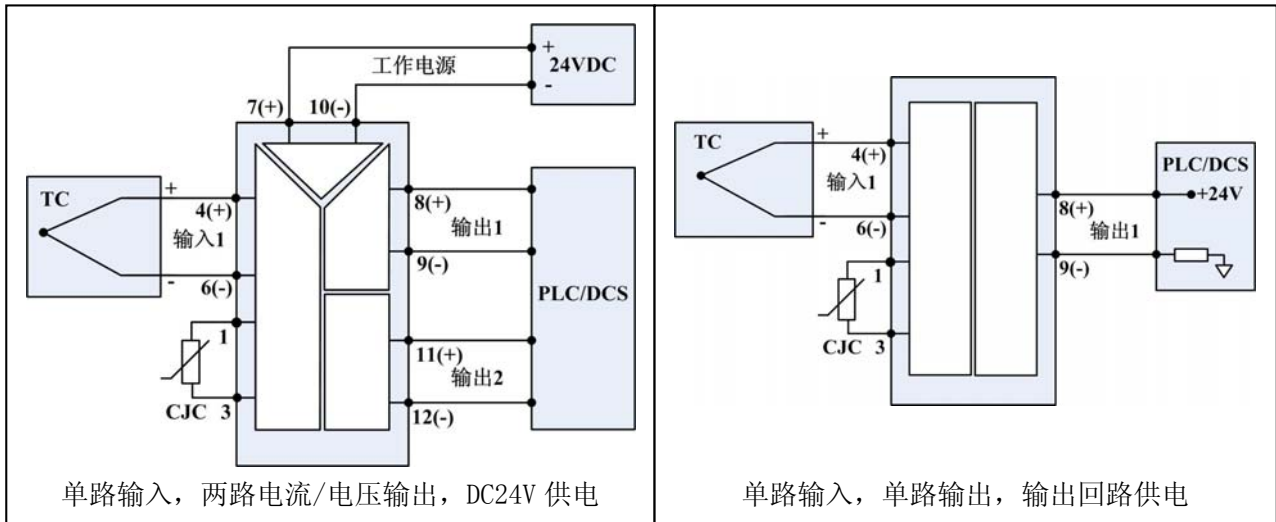 +
工作电源
24VDC
-
7(+)
10(-)
TC
+
4(+)
输入1
-
6(-)
1
CJC
3
8(+)
输出1
9(-)
PLC/DCS
11(+)
输出2
12(-)
单路输入，两路电流/电压输出，DC24V 供电
TC
+
4(+)
输入1
-
6(-)
1
CJC
3
PLC/DCS
8(+)
+24V
输出1
9(-)
单路输入，单路输出，输出回路供电